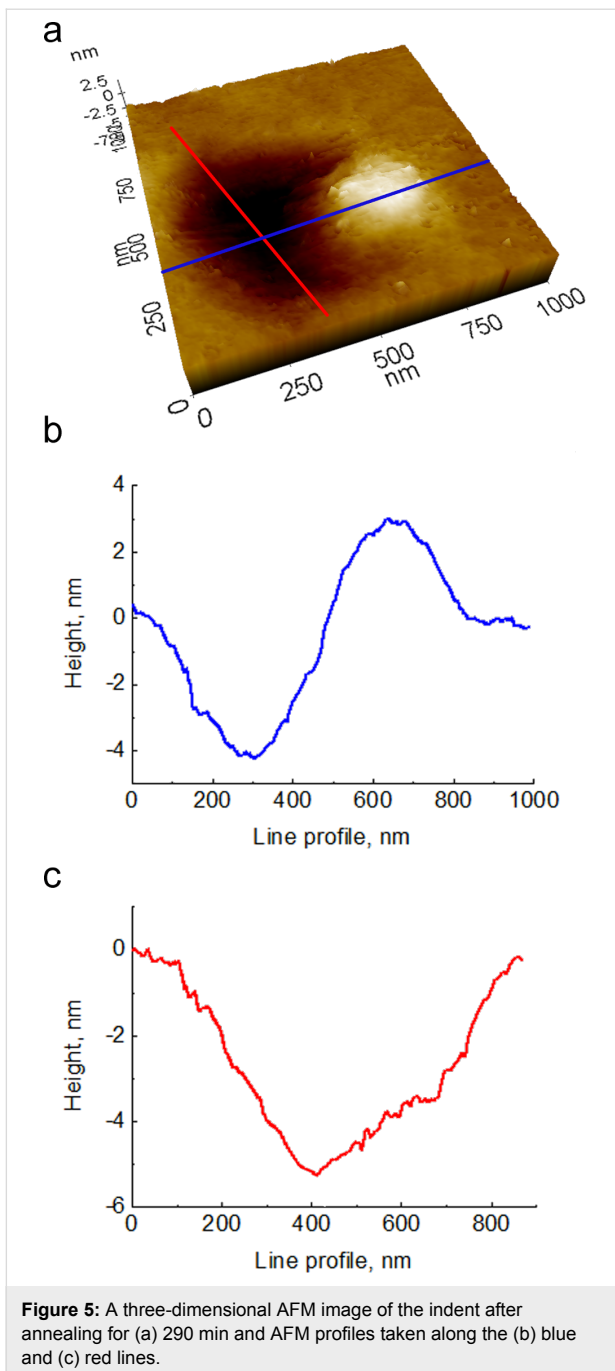 a
nm
2.5
0
-2.5
1000
750
nm
500
250
0
0
250
500
nm
750
1000
b
4
2
0
-2
-4
Height, nm
0 200 400 600 800 1000
Line profile, nm
c
0
-2
-4
-6
Height, nm
0 200 400 600 800
Line profile, nm
Figure 5: A three-dimensional AFM image of the indent after
annealing for (a) 290 min and AFM profiles taken along the (b) blue
and (c) red lines.